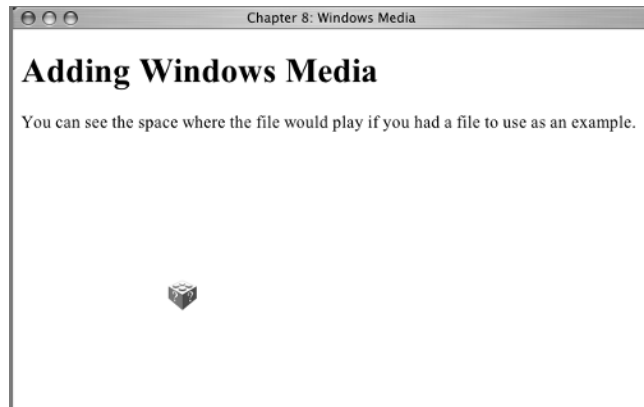 Chapter 8: Windows Media
Adding Windows Media
You can see the space where the file would play if you had a file to use as an example.
? ?